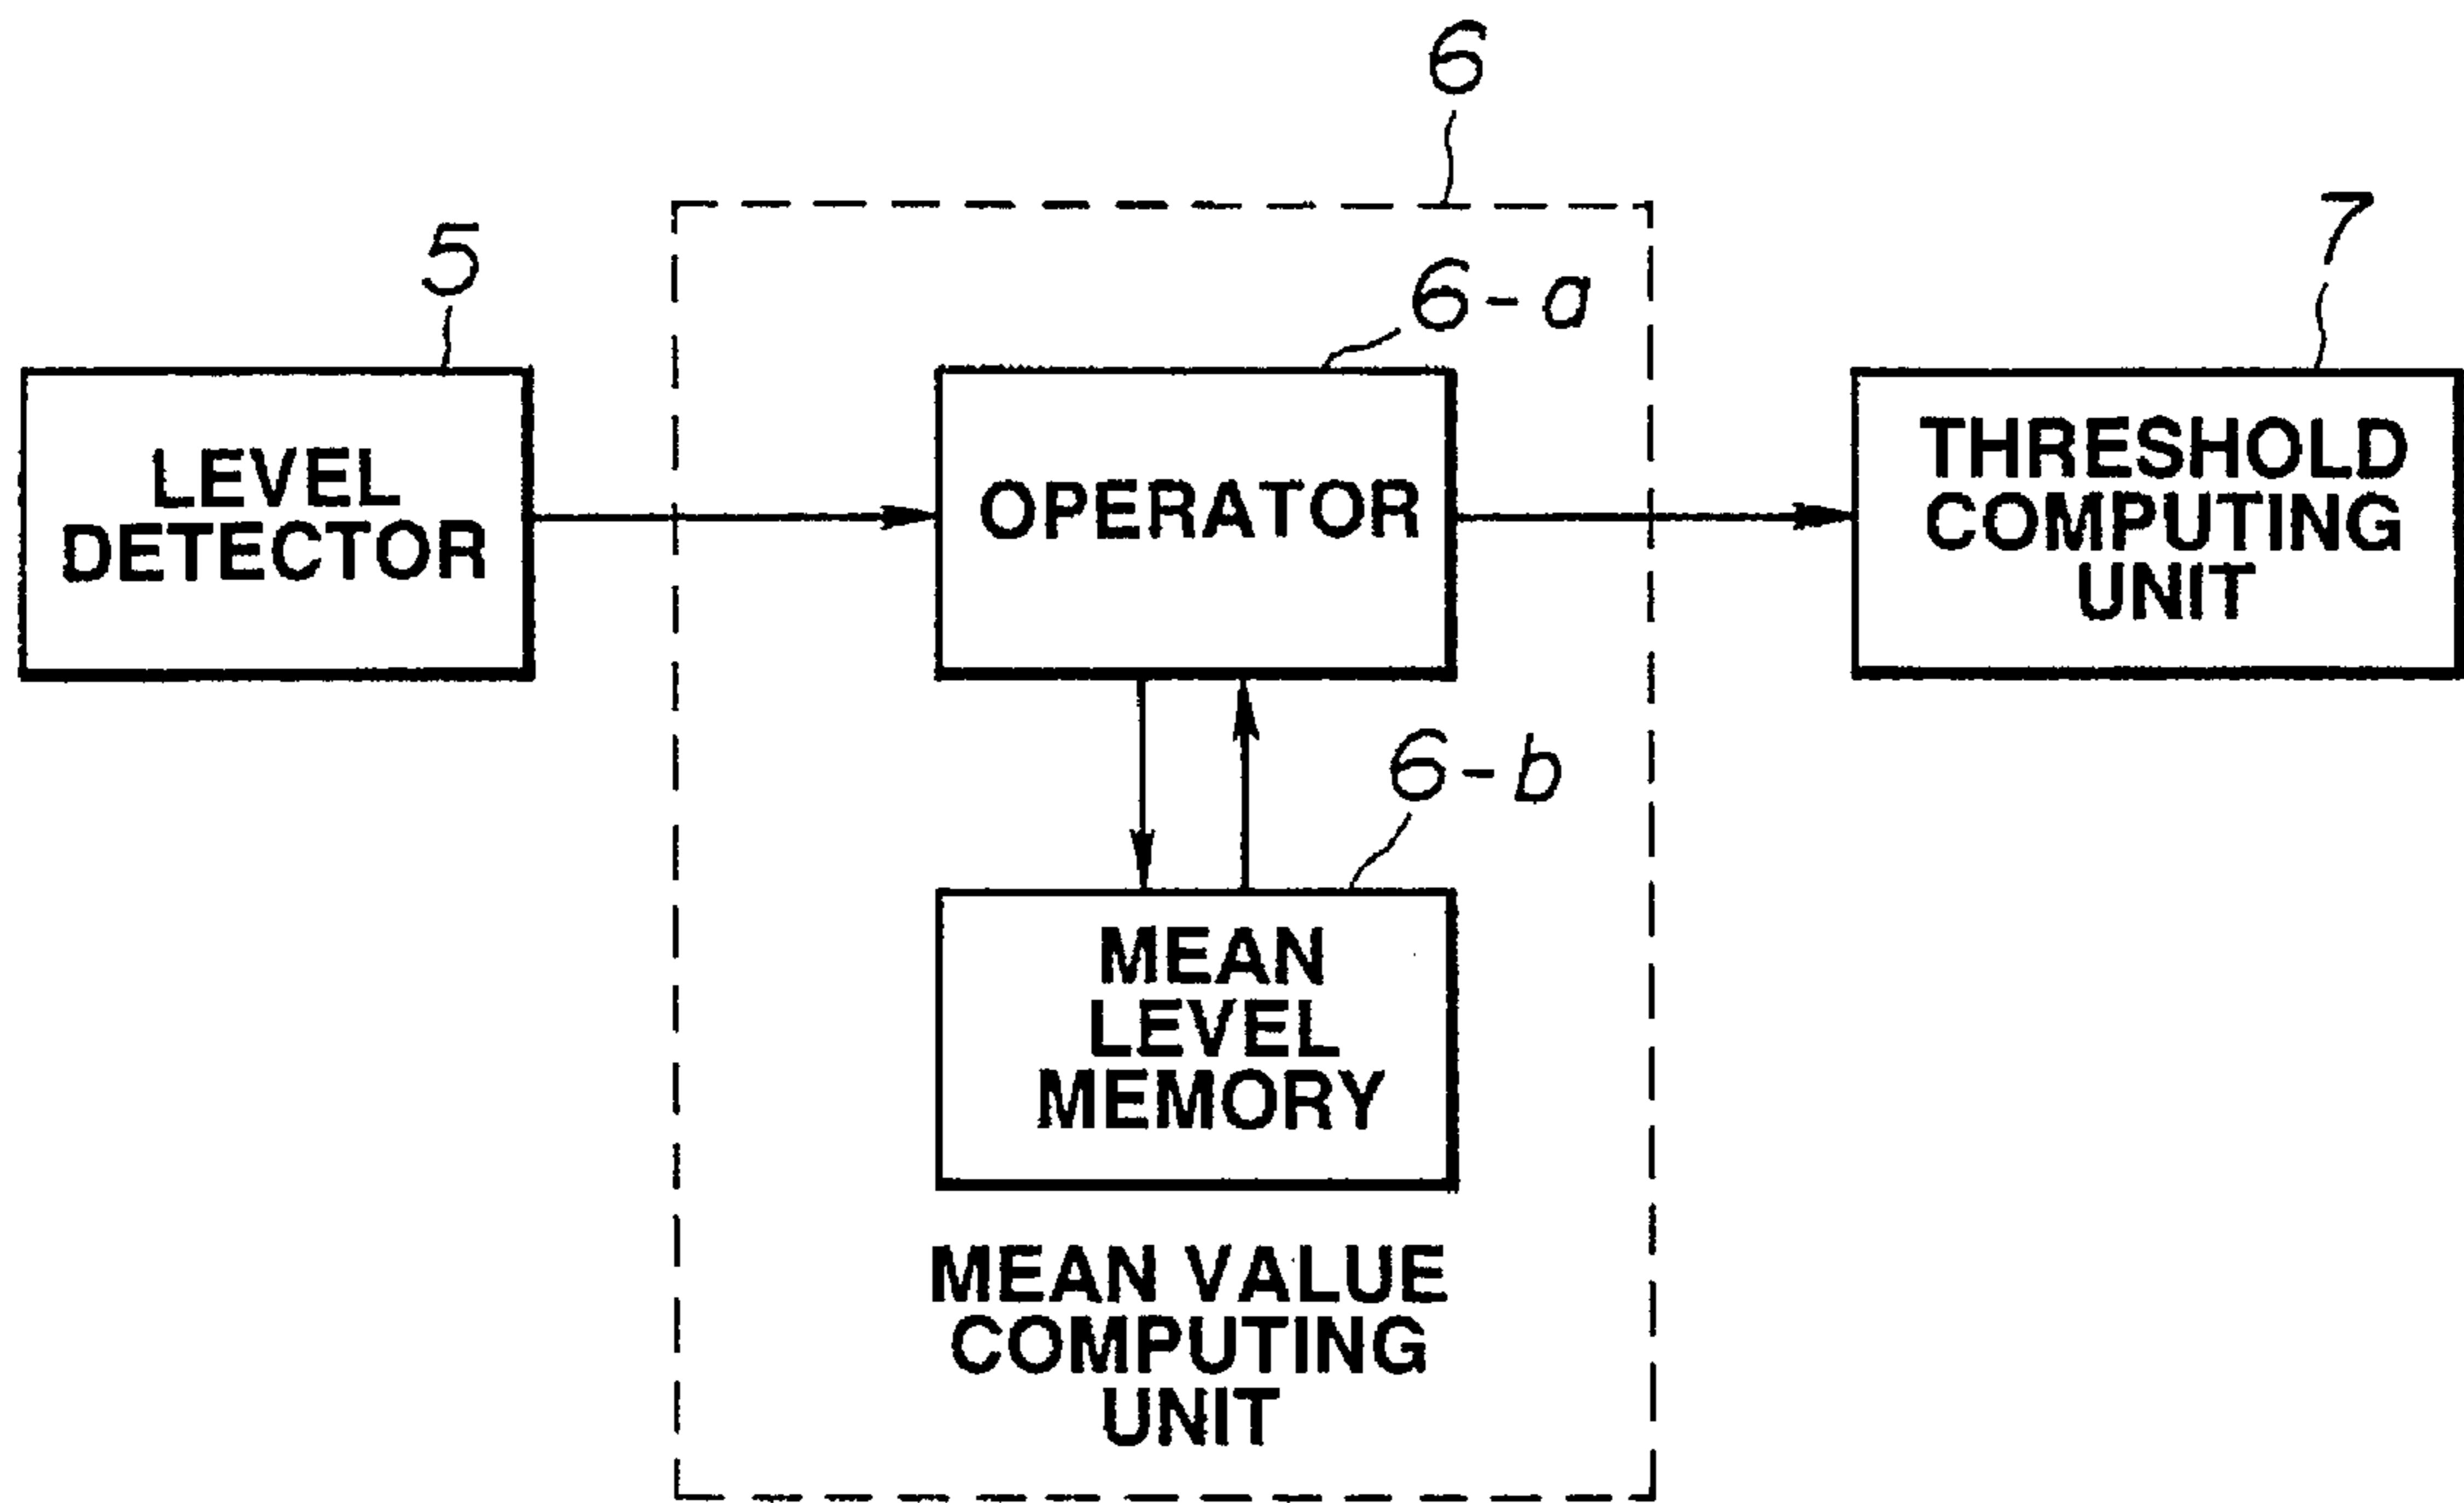 6
5
6-a
7
LEVEL
DETECTOR
OPERATOR
THRESHOLD
COMPUTING
UNIT
6-b
MEAN
LEVEL
MEMORY
MEAN VALUE
COMPUTING
UNIT